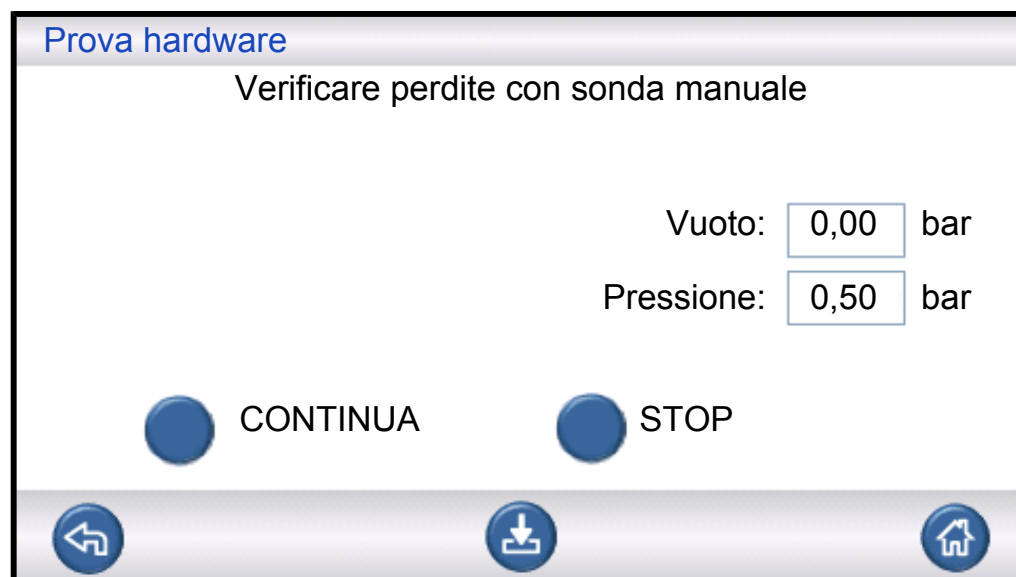 Prova hardware
Verificare perdite con sonda manuale
Vuoto: 0,00 bar
Pressione: 0,50 bar
CONTINUA STOP